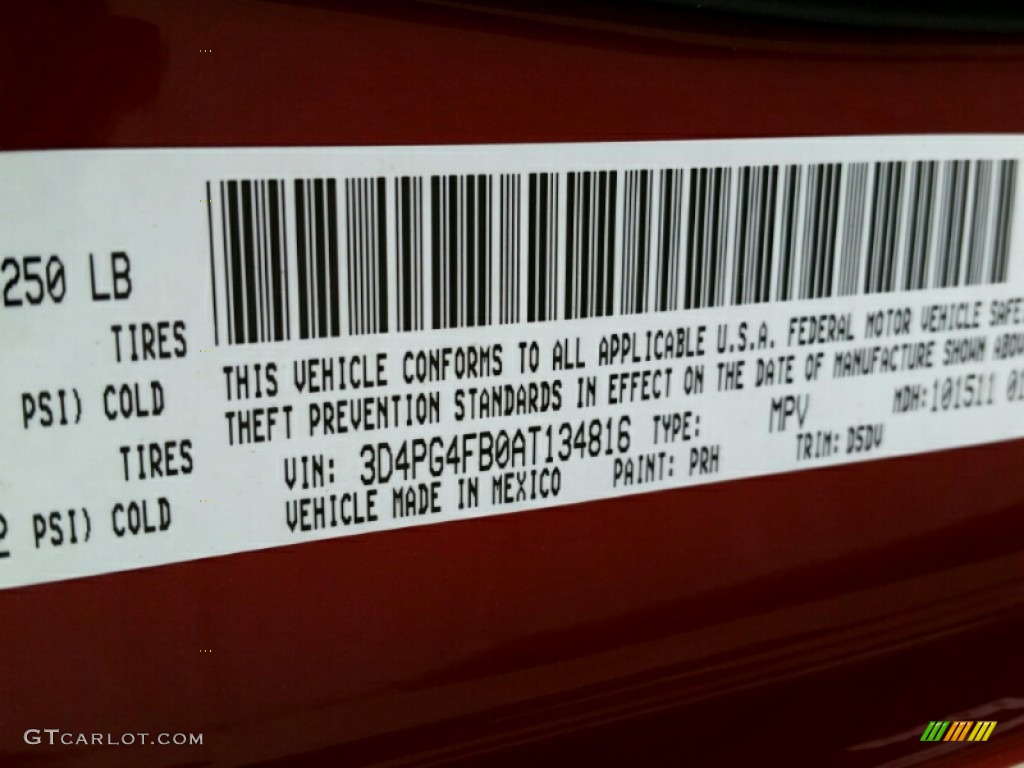 250 LB
TIRES
PSI) COLD
TIRES
PSI) COLD
THIS VEHICLE CONFORMS TO ALL APPLICABLE U.S.A. FEDERAL MOTOR VEHICLE SAFE
THEFT PREVENTION STANDARDS IN EFFECT ON THE DATE OF MANUFACTURE SHOWN ABOV
VIN: 3D4PG4FB0AT134816 TYPE: MPV MDH:101511 01
VEHICLE MADE IN MEXICO PAINT: PRH TRIM: D5DV
GTCARLOT.COM